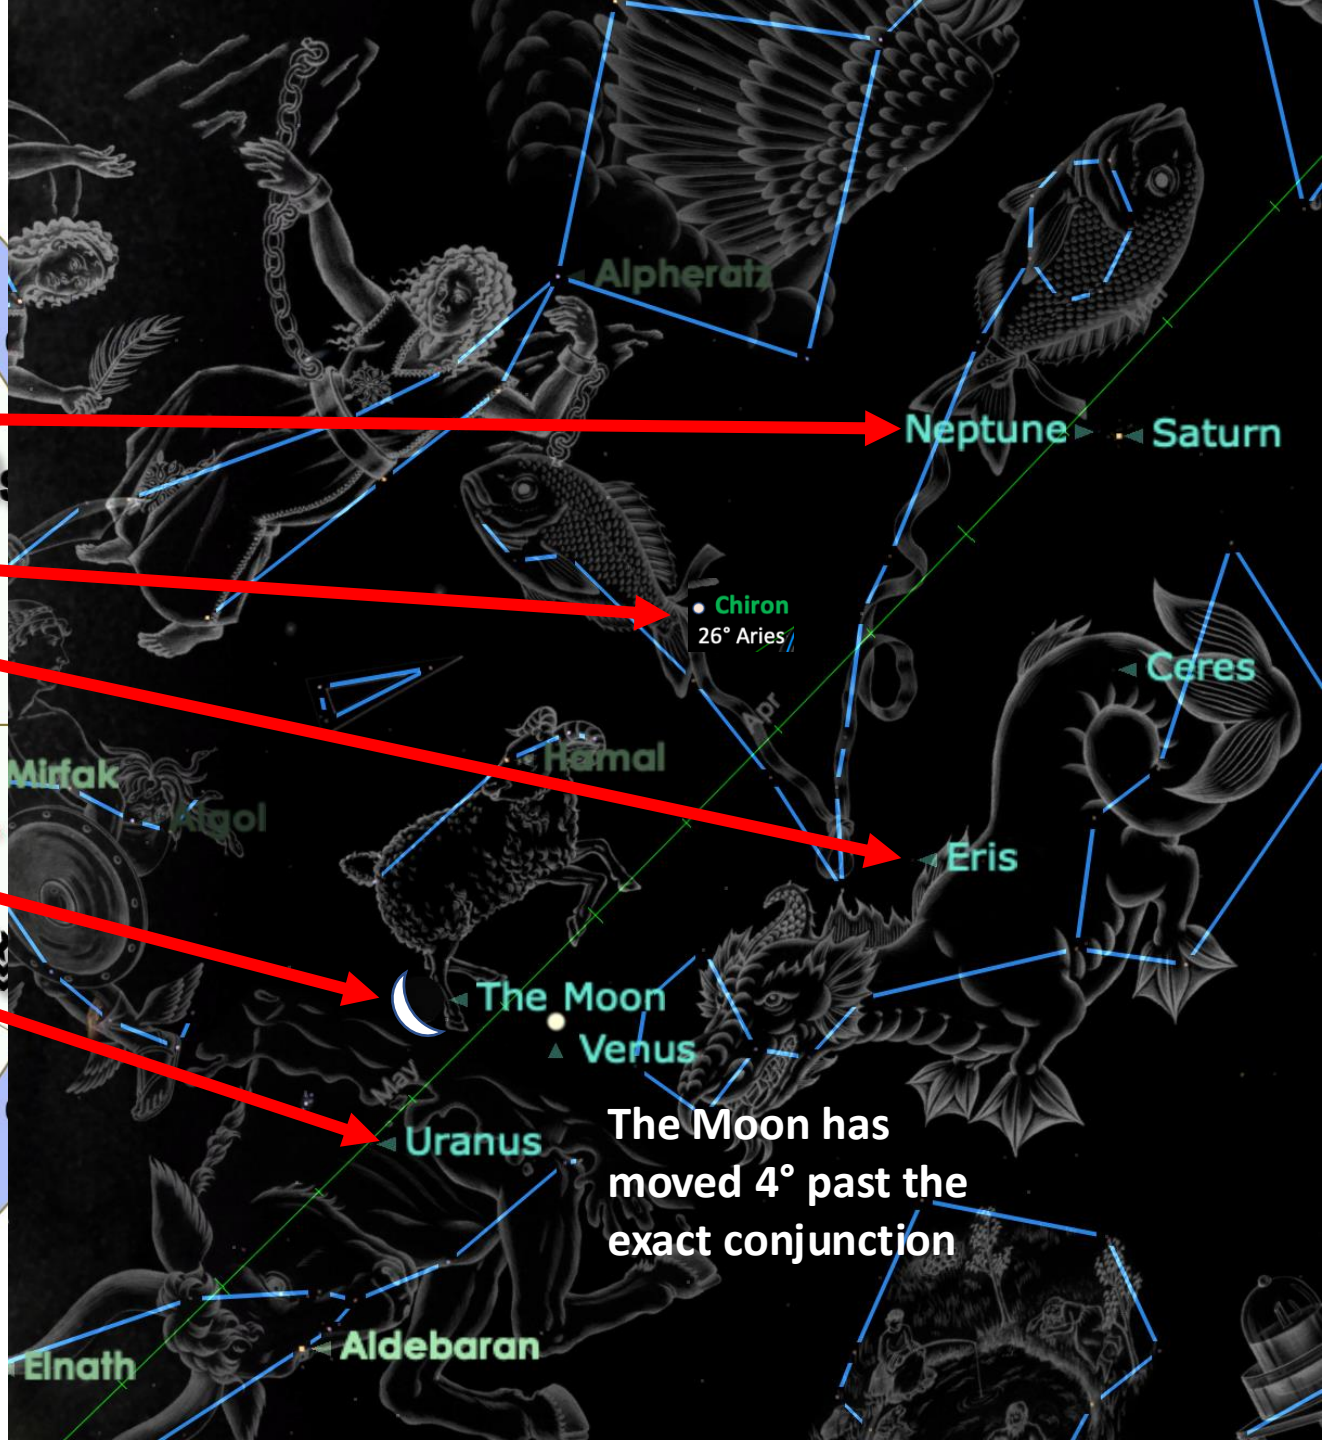 Alpheratz
Neptune
Saturn
Chiron
26° Aries
Ceres
Apr
Hamal
Mirfak
Algol
Eris
The Moon
Venus
May
Uranus
The Moon has
moved 4° past the
exact conjunction
Aldebaran
Elnath